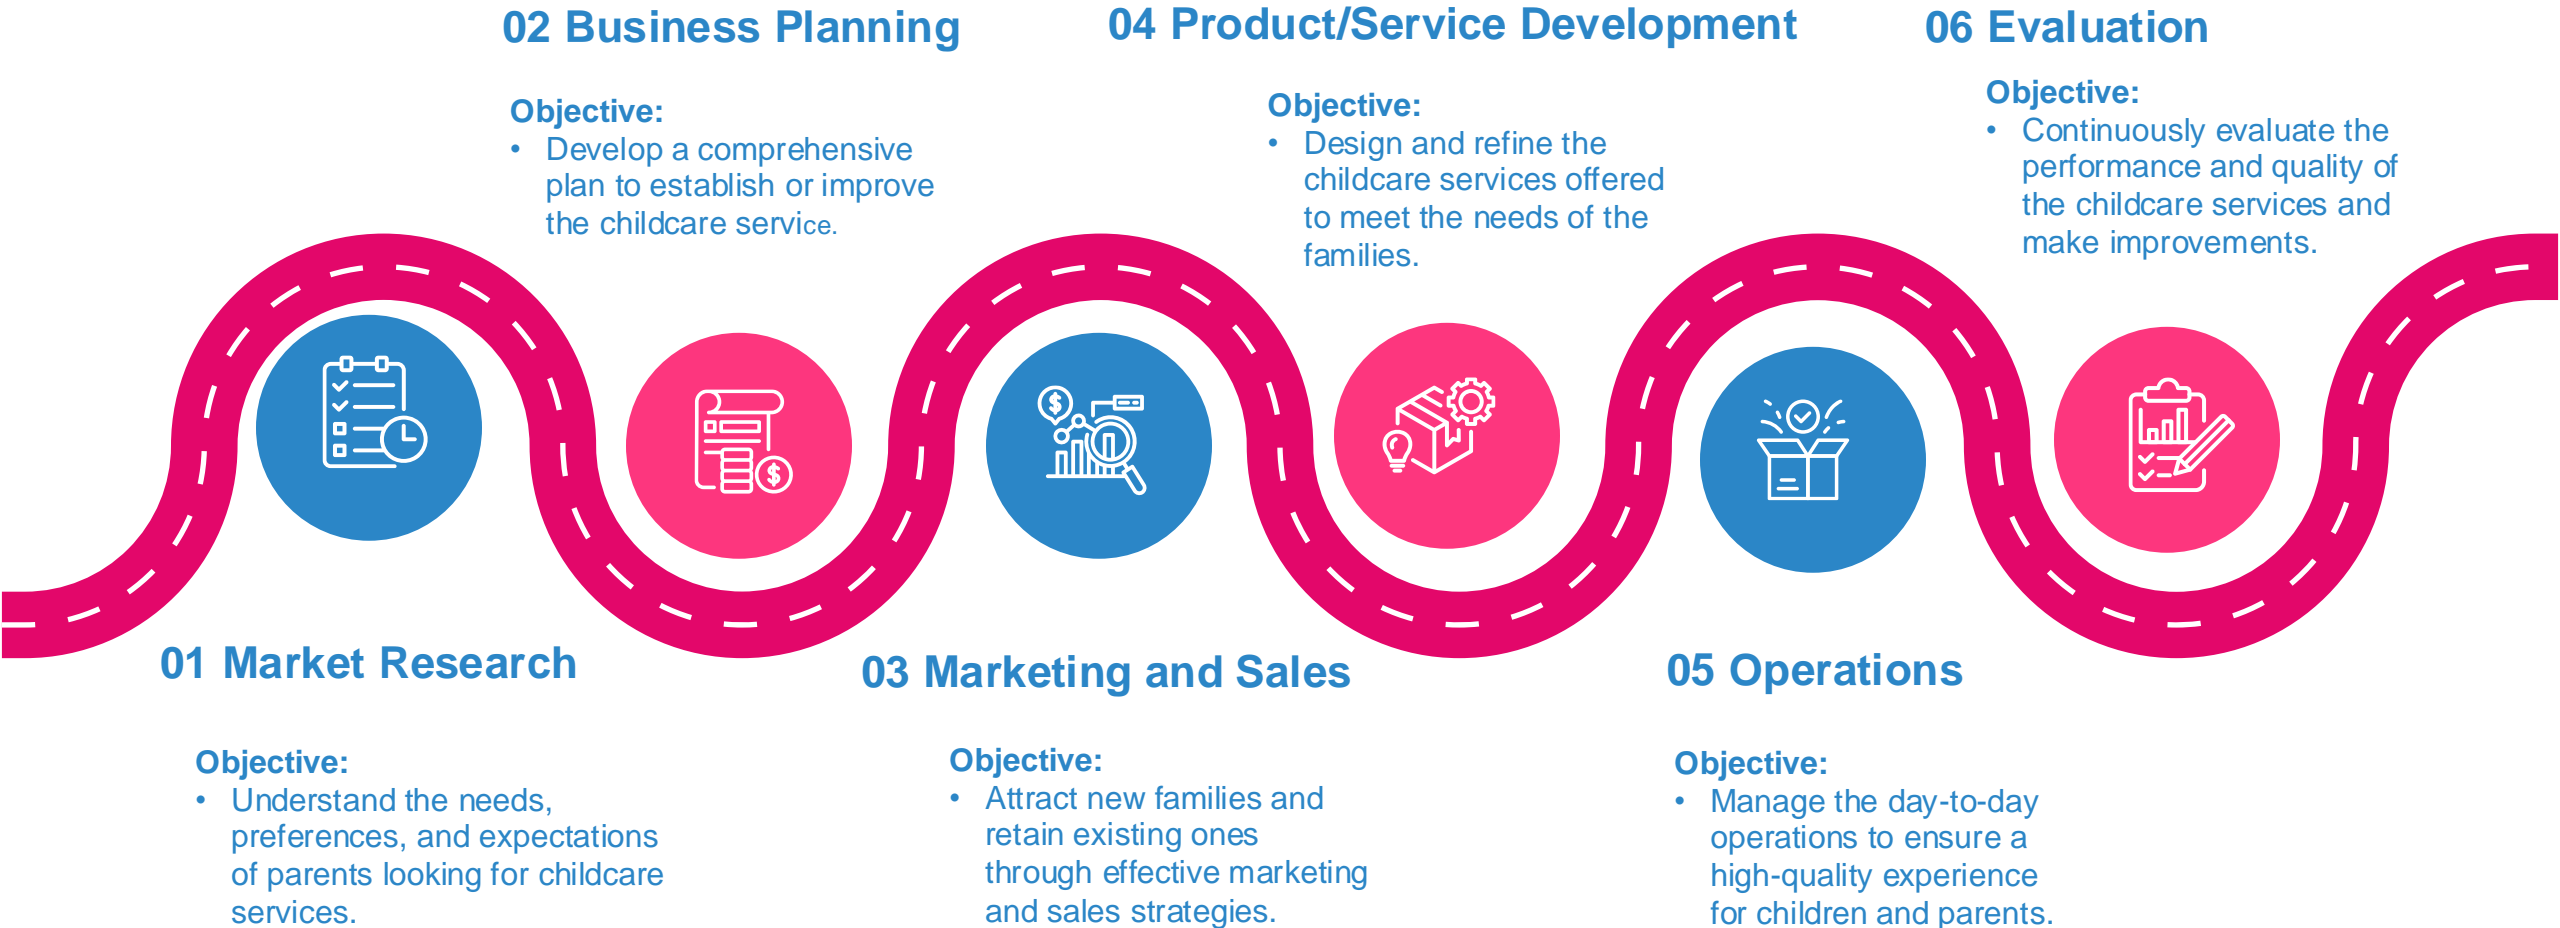 02 Business Planning
Objective:
• Develop a comprehensive
plan to establish or improve
the childcare service.
04 Product/Service Development
Objective:
• Design and refine the
childcare services offered
to meet the needs of the
families.
06 Evaluation
Objective:
• Continuously evaluate the
performance and quality of
the childcare services and
make improvements.
$
$
01 Market Research
Objective:
• Understand the needs,
preferences, and expectations
of parents looking for childcare
services.
03 Marketing and Sales
Objective:
• Attract new families and
retain existing ones
through effective marketing
and sales strategies.
05 Operations
Objective:
• Manage the day-to-day
operations to ensure a
high-quality experience
for children and parents.